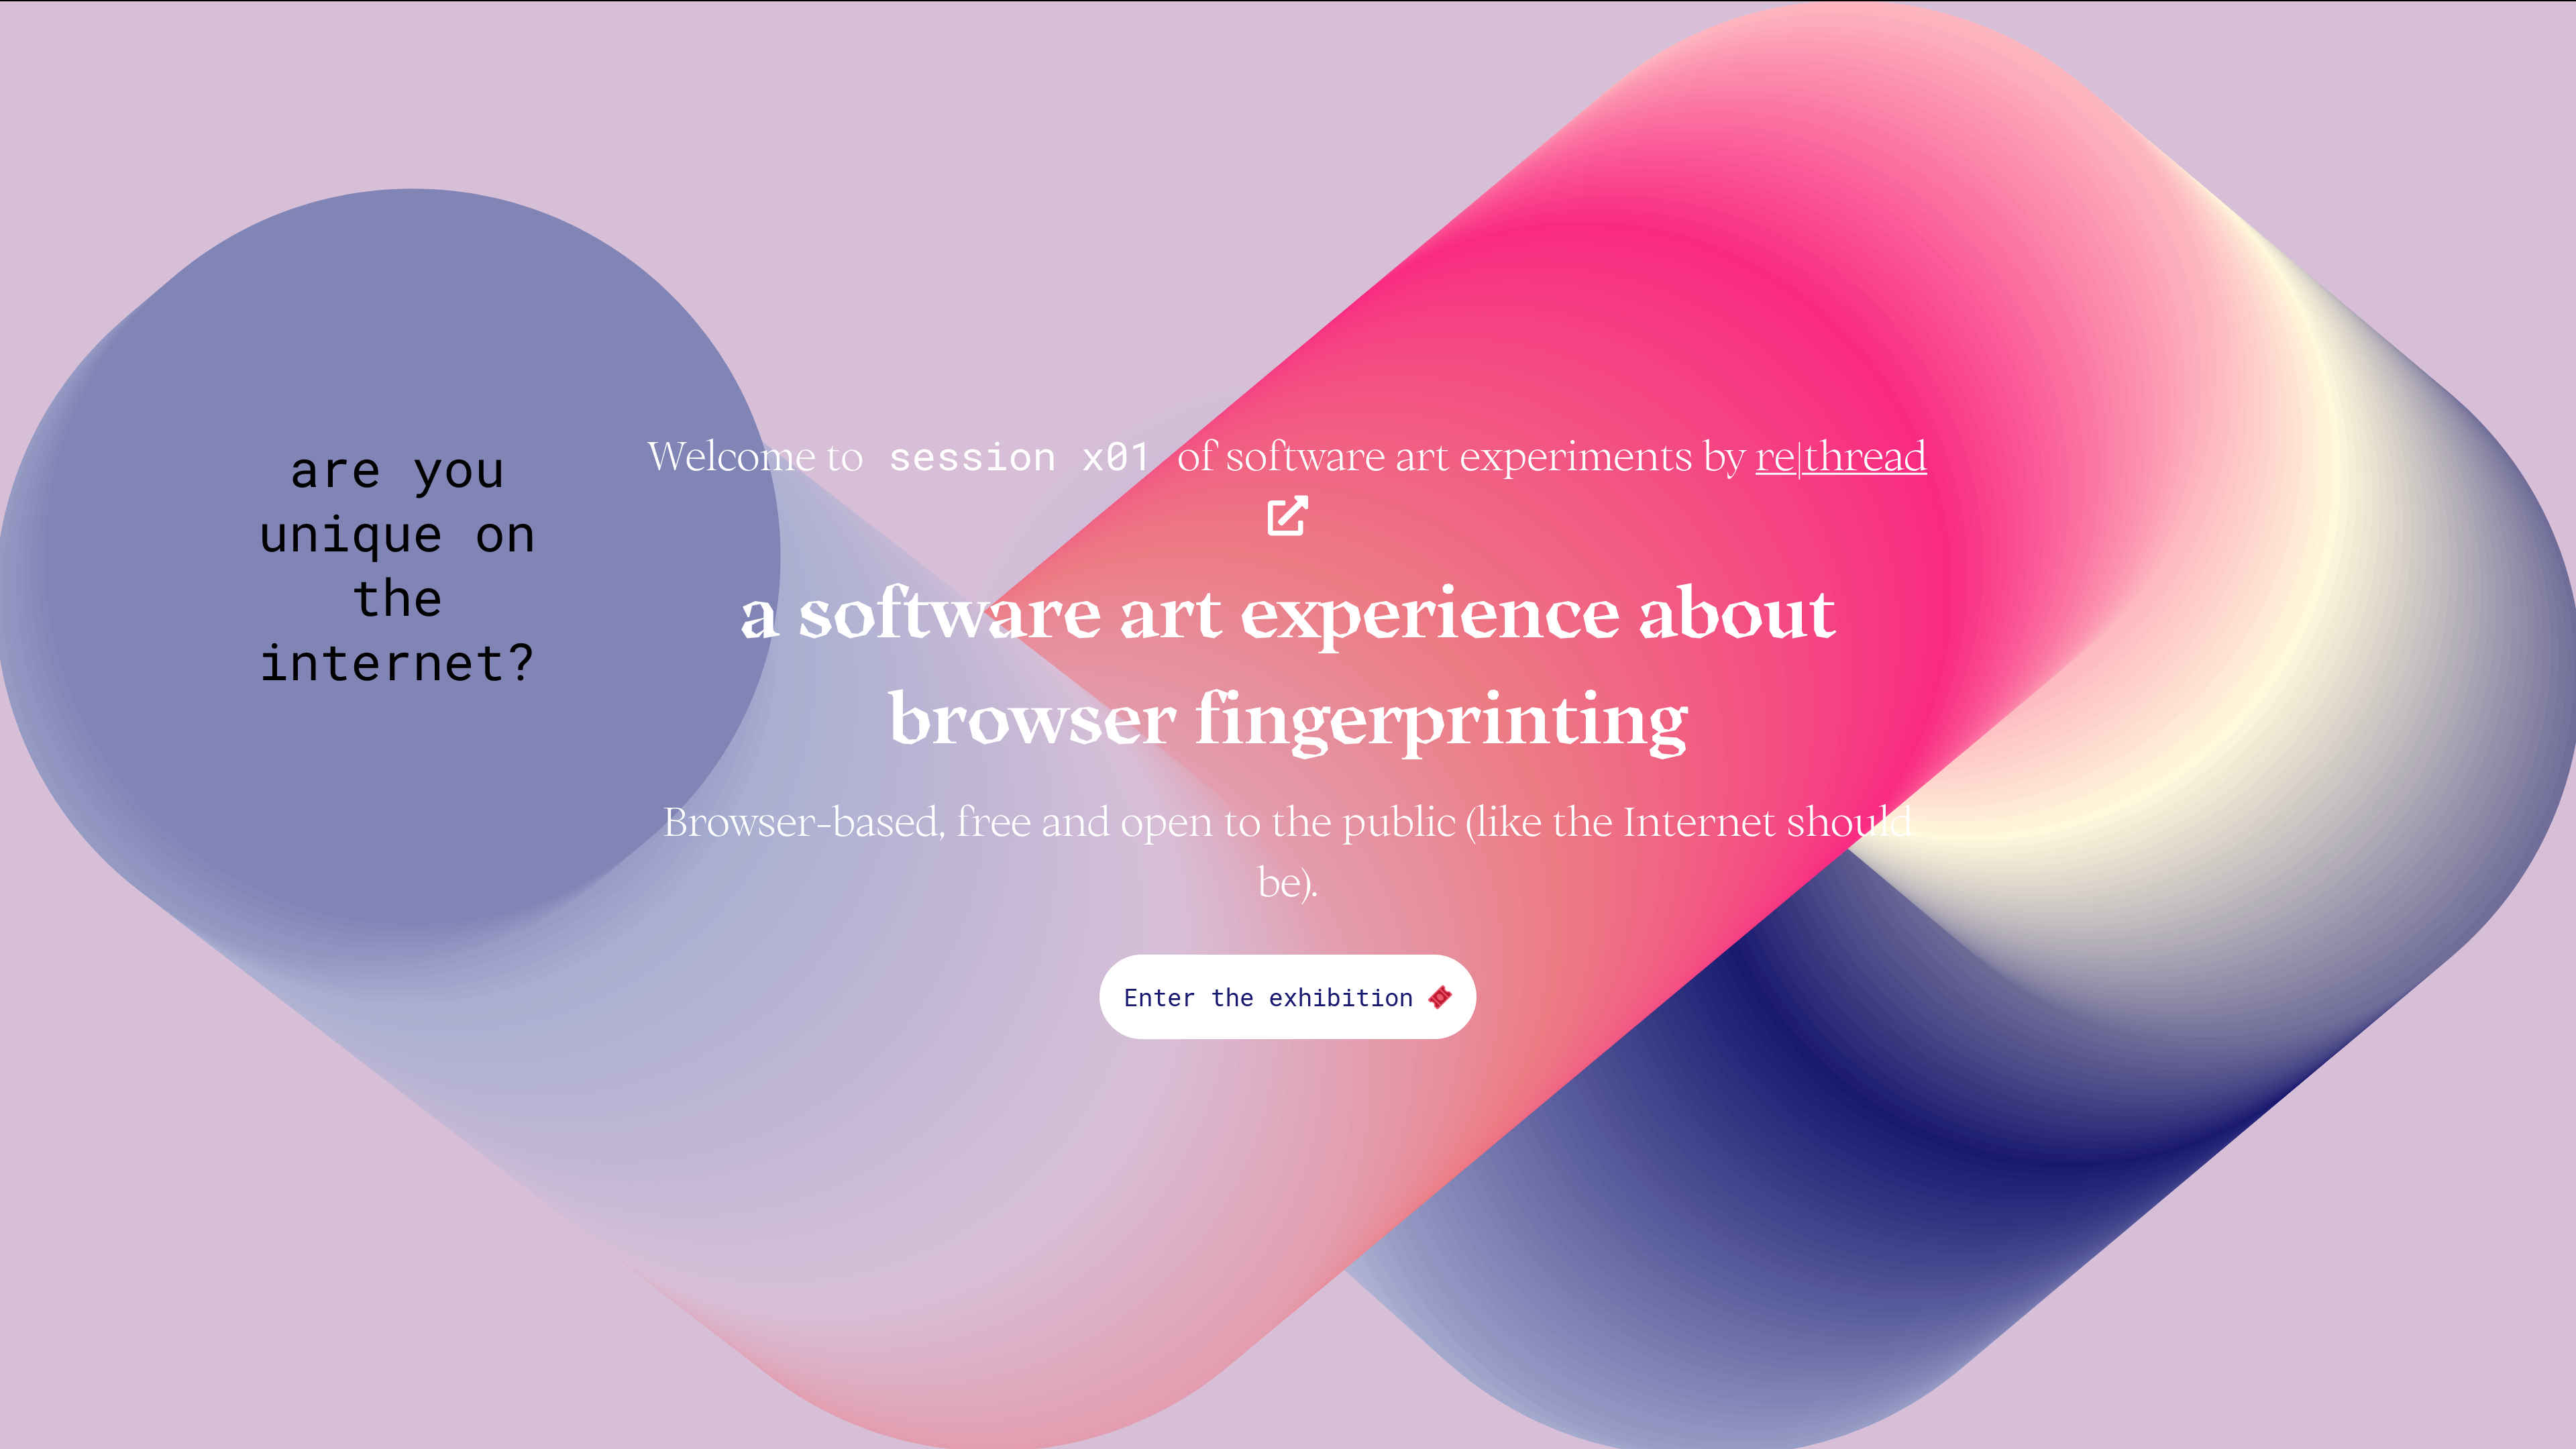 are you
unique on
the
internet?
Welcome to session x01 of software art experiments by re|thread
a software art experience about
browser fingerprinting
Browser-based, free and open to the public (like the Internet should
be).
Enter the exhibition